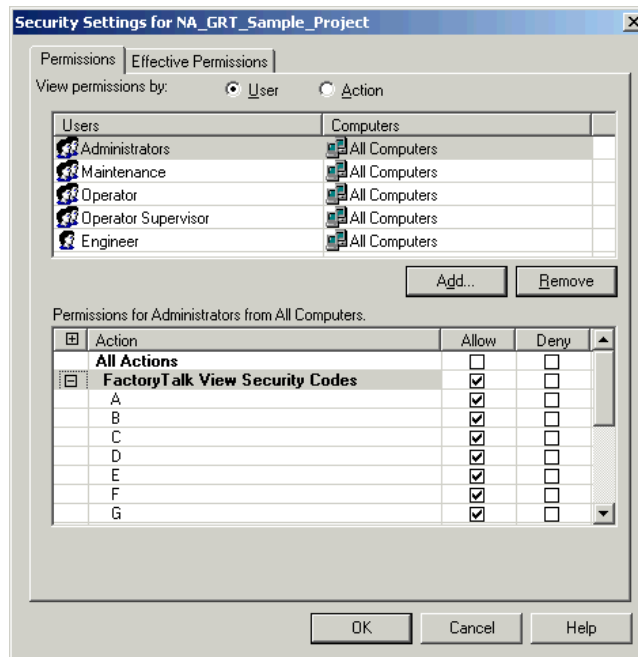 Security Settings for NA_GRT_Sample_Project
Permissions Effective Permissions
View permissions by: User Action
Users Computers
Administrators All Computers
Maintenance All Computers
Operator All Computers
Operator Supervisor All Computers
Engineer All Computers
Add... Remove
Permissions for Administrators from All Computers.
Action Allow Deny
All Actions
FactoryTalk View Security Codes
A
B
C
D
E
F
G
OK Cancel Help